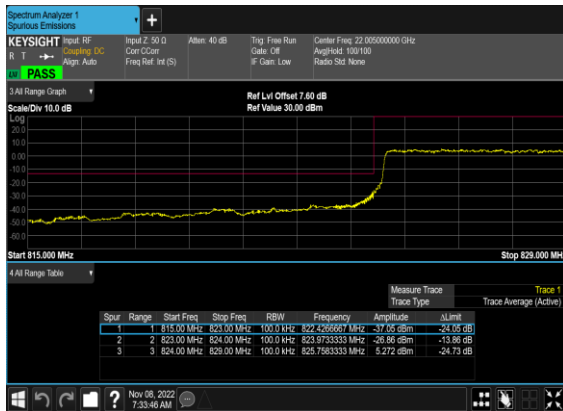 Spectrum Analyzer 1
Spurious Emissions
KEYSIGHT Input: RF Input Z: 50 Ω Atten: 40 dB Trig: Free Run Center Freq: 22.005000000 GHz
R T Coupling: DC Corr CCorr Gate: Off Avg|Hold: 100/100
Align: Auto Freq Ref: Int (S) IF Gain: Low Radio Std: None
PASS
3 All Range Graph
Ref Lvl Offset 7.60 dB
Scale/Div 10.0 dB Ref Value 30.00 dBm
Log
20.0
10.0
0.00
-10.0
-20.0
-30.0
-40.0
-50.0
-60.0
Start 815.000 MHz Stop 829.000 MHz
4 All Range Table
Measure Trace Trace 1
Trace Type Trace Average (Active)
Spur Range Start Freq Stop Freq RBW Frequency Amplitude ΔLimit
1 1 815.00 MHz 823.00 MHz 100.0 kHz 822.4266667 MHz -37.05 dBm -24.05 dB
2 2 823.00 MHz 824.00 MHz 100.0 kHz 823.9733333 MHz -26.86 dBm -13.86 dB
3 3 824.00 MHz 829.00 MHz 100.0 kHz 825.7583333 MHz 5.272 dBm -24.73 dB
Nov 08, 2022
7:33:46 AM